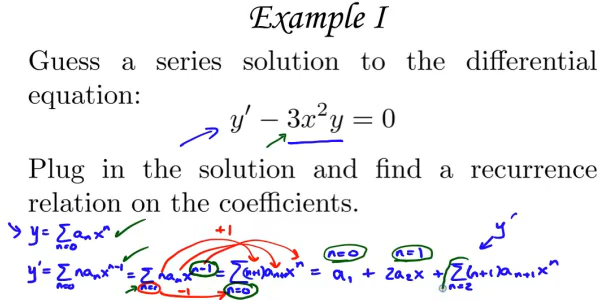 Example I
Guess a series solution to the differential
equation:
y′ − 3x²y = 0
Plug in the solution and find a recurrence
relation on the coefficients.
+1
y′
y = ∑_{n=0} aₙxⁿ
n=0 n=1
y′ = ∑_{n=0} naₙxⁿ⁻¹ = ∑_{n=1} naₙxⁿ⁻¹ = ∑_{n=0} (n+1)aₙ₊₁xⁿ = a₁ + 2a₂x + ∑_{n=2} (n+1)aₙ₊₁xⁿ
-1